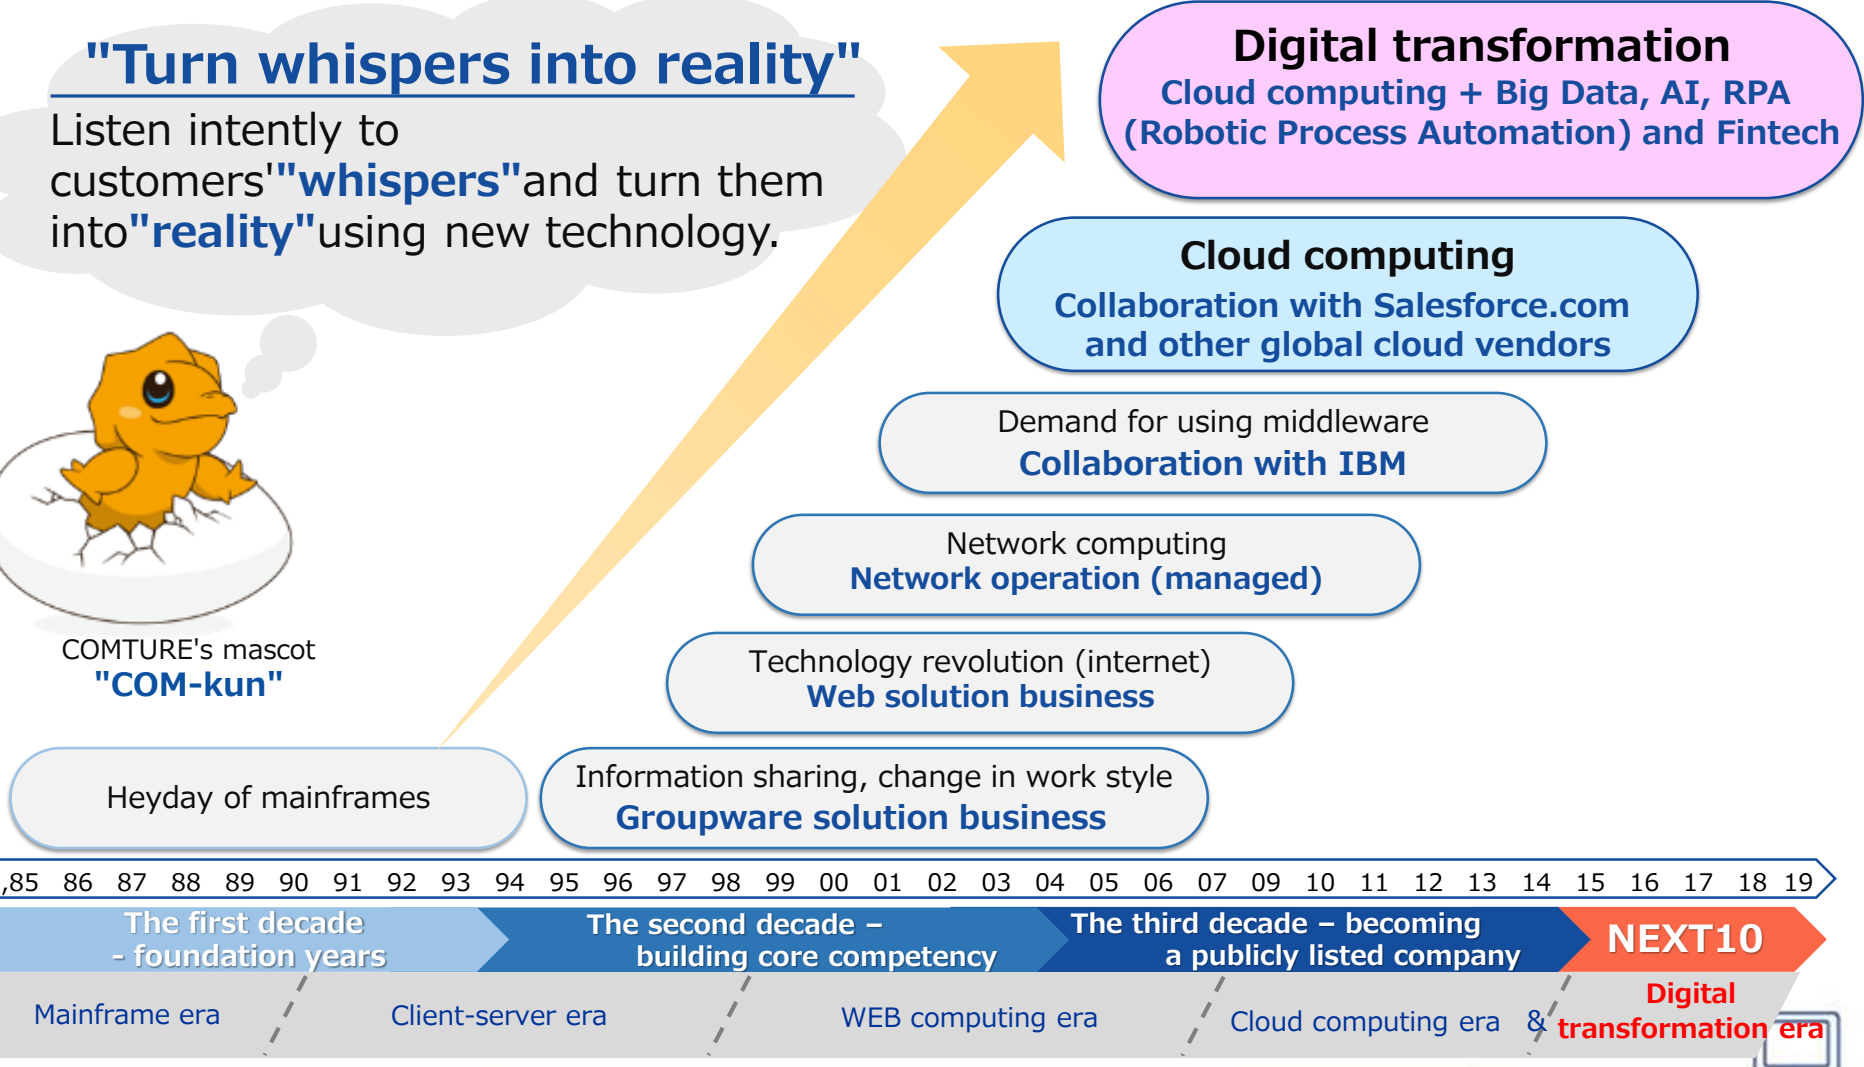 "Turn whispers into reality"
Listen intently to
customers'"whispers"and turn them
into"reality"using new technology.
COMTURE's mascot
"COM-kun"
Digital transformation
Cloud computing + Big Data, AI, RPA
(Robotic Process Automation) and Fintech
Cloud computing
Collaboration with Salesforce.com
and other global cloud vendors
Demand for using middleware
Collaboration with IBM
Network computing
Network operation (managed)
Technology revolution (internet)
Web solution business
Heyday of mainframes
Information sharing, change in work style
Groupware solution business
,85 86 87 88 89 90 91 92 93 94 95 96 97 98 99 00 01 02 03 04 05 06 07 09 10 11 12 13 14 15 16 17 18 19
The first decade
- foundation years
The second decade –
building core competency
The third decade – becoming
a publicly listed company
NEXT10
Mainframe era
Client-server era
WEB computing era
Cloud computing era &
Digital
transformation era